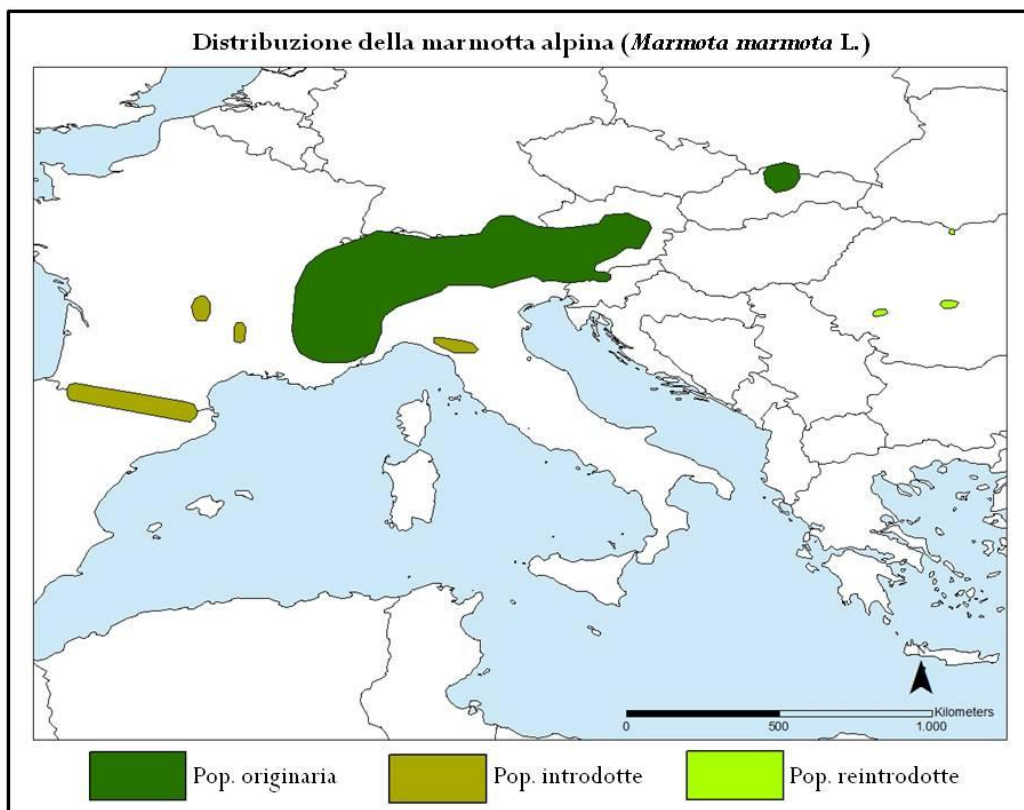 Distribuzione della marmotta alpina (Marmota marmota L.)
Kilometers
0 500 1.000
Pop. originaria Pop. introdotte Pop. reintrodotte